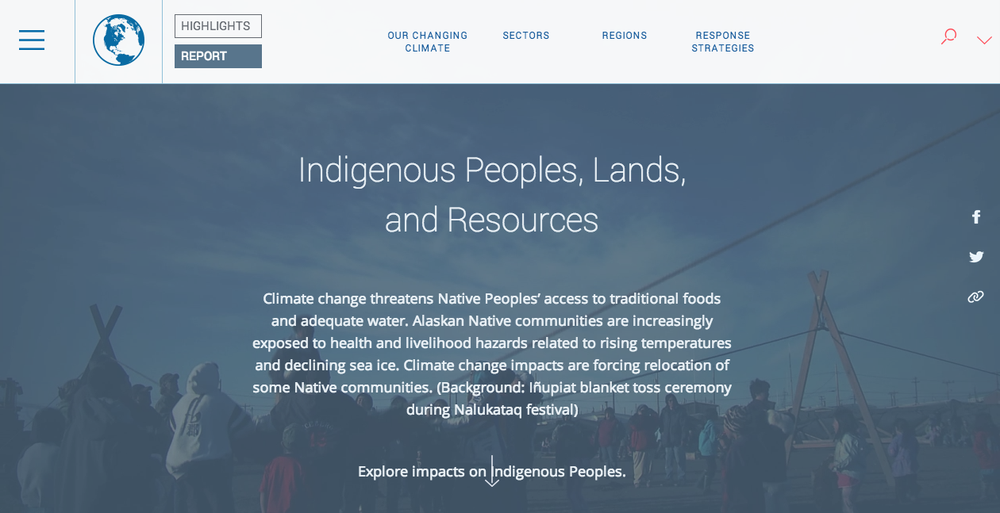 HIGHLIGHTS
REPORT
OUR CHANGING
CLIMATE
SECTORS
REGIONS
RESPONSE
STRATEGIES
Indigenous Peoples, Lands,
and Resources
Climate change threatens Native Peoples’ access to traditional foods
and adequate water. Alaskan Native communities are increasingly
exposed to health and livelihood hazards related to rising temperatures
and declining sea ice. Climate change impacts are forcing relocation of
some Native communities. (Background: Iñupiat blanket toss ceremony
during Nalukataq festival)
Explore impacts on Indigenous Peoples.